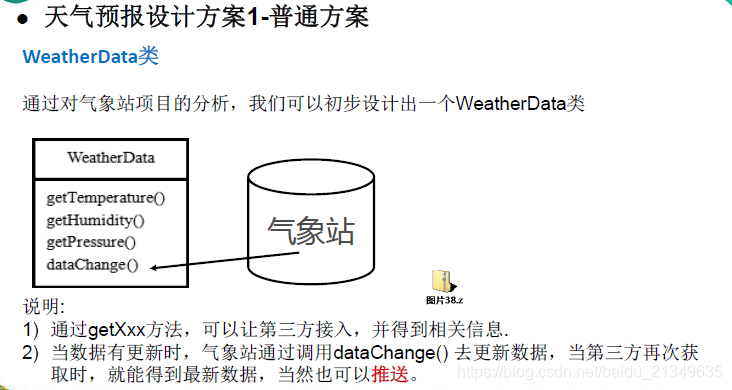 ● 天气预报设计方案1-普通方案
WeatherData类
通过对气象站项目的分析，我们可以初步设计出一个WeatherData类
WeatherData
getTemperature()
getHumidity()
getPressure()
dataChange()
气象站
图片38.z
说明:
1) 通过getXxx方法，可以让第三方接入，并得到相关信息.
2) 当数据有更新时，气象站通过调用dataChange() 去更新数据，当第三方再次获
取时，就能得到最新数据，当然也可以推送。
https://blog.csdn.net/baidu_21349635